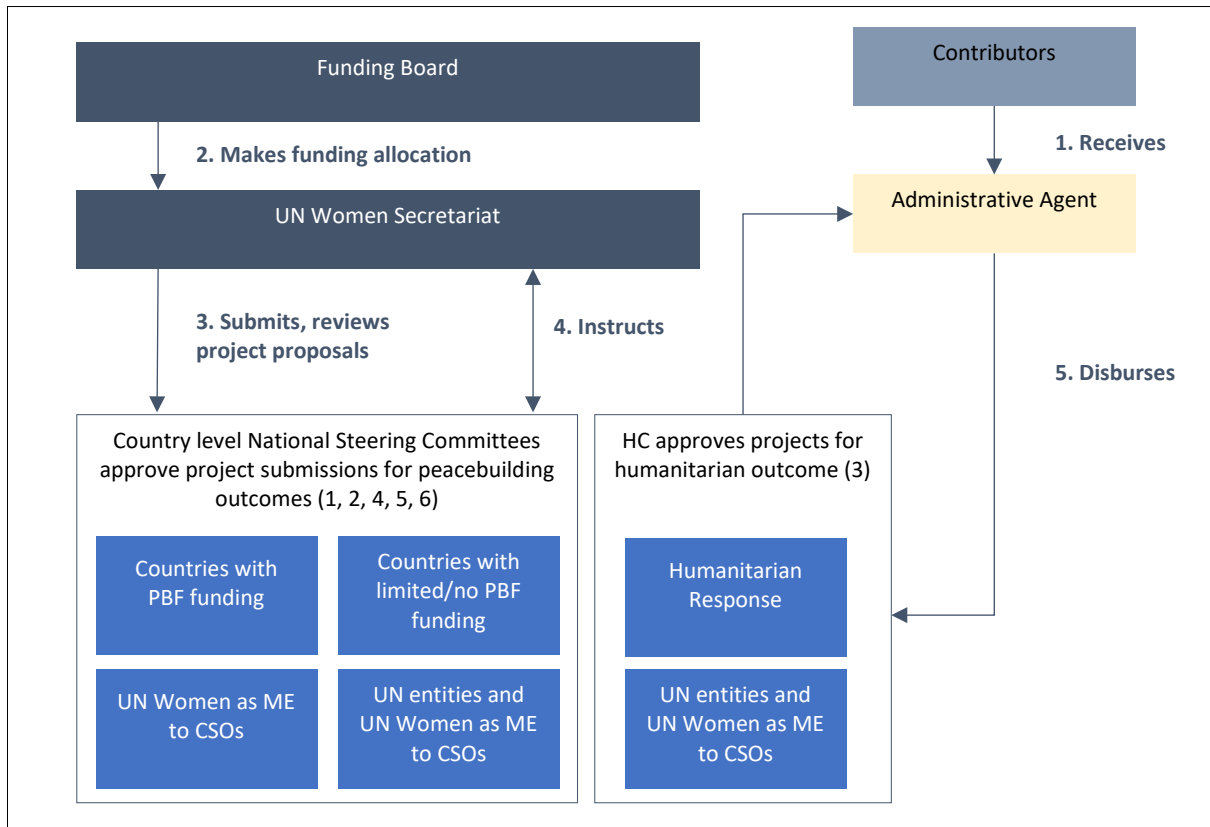 Funding Board
Contributors
2. Makes funding allocation
1. Receives
UN Women Secretariat
Administrative Agent
3. Submits, reviews
project proposals
4. Instructs
5. Disburses
Country level National Steering Committees
approve project submissions for peacebuilding
outcomes (1, 2, 4, 5, 6)
HC approves projects for
humanitarian outcome (3)
Countries with
PBF funding
Countries with
limited/no PBF
funding
Humanitarian
Response
UN Women as ME
to CSOs
UN entities and
UN Women as ME
to CSOs
UN entities and
UN Women as ME
to CSOs